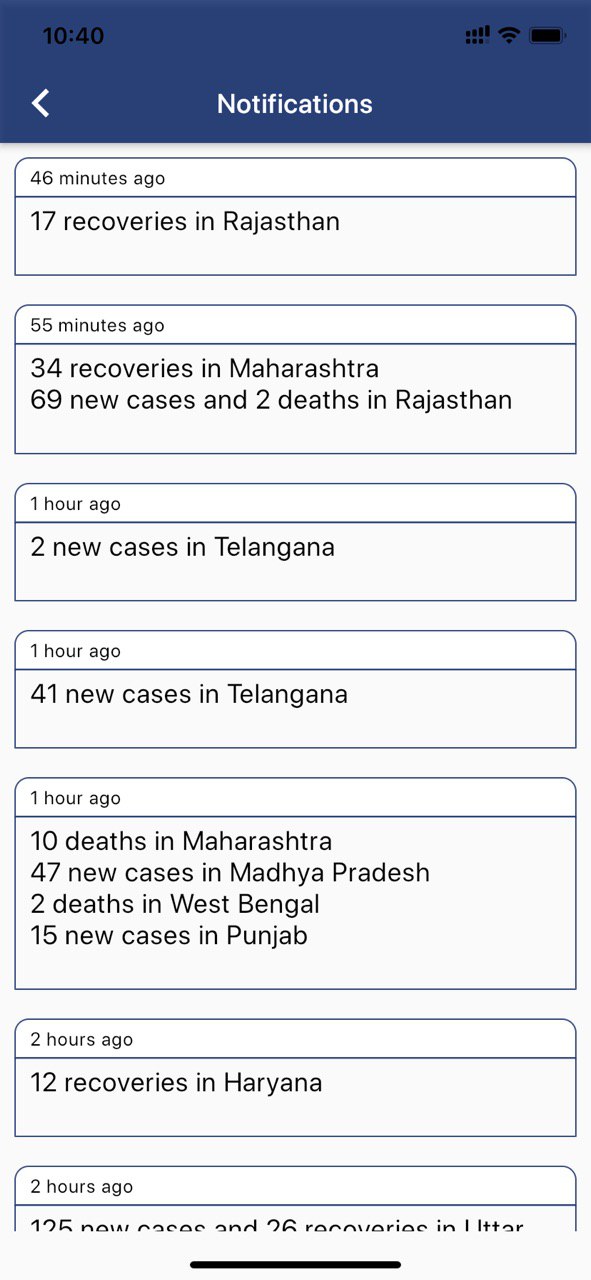 10:40
Notifications
46 minutes ago
17 recoveries in Rajasthan
55 minutes ago
34 recoveries in Maharashtra
69 new cases and 2 deaths in Rajasthan
1 hour ago
2 new cases in Telangana
1 hour ago
41 new cases in Telangana
1 hour ago
10 deaths in Maharashtra
47 new cases in Madhya Pradesh
2 deaths in West Bengal
15 new cases in Punjab
2 hours ago
12 recoveries in Haryana
2 hours ago
125 new cases and 26 recoveries in Uttar